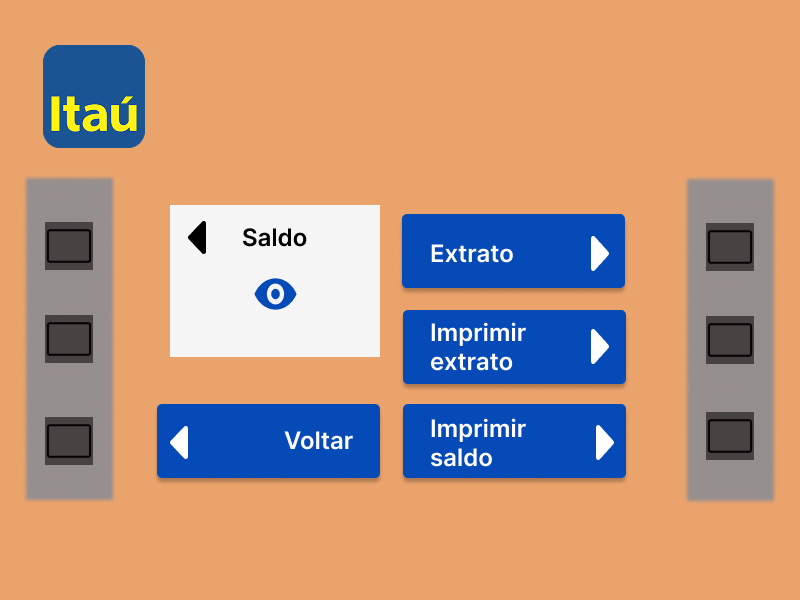 Itaú
Saldo
Extrato
Imprimir
extrato
Voltar
Imprimir
saldo